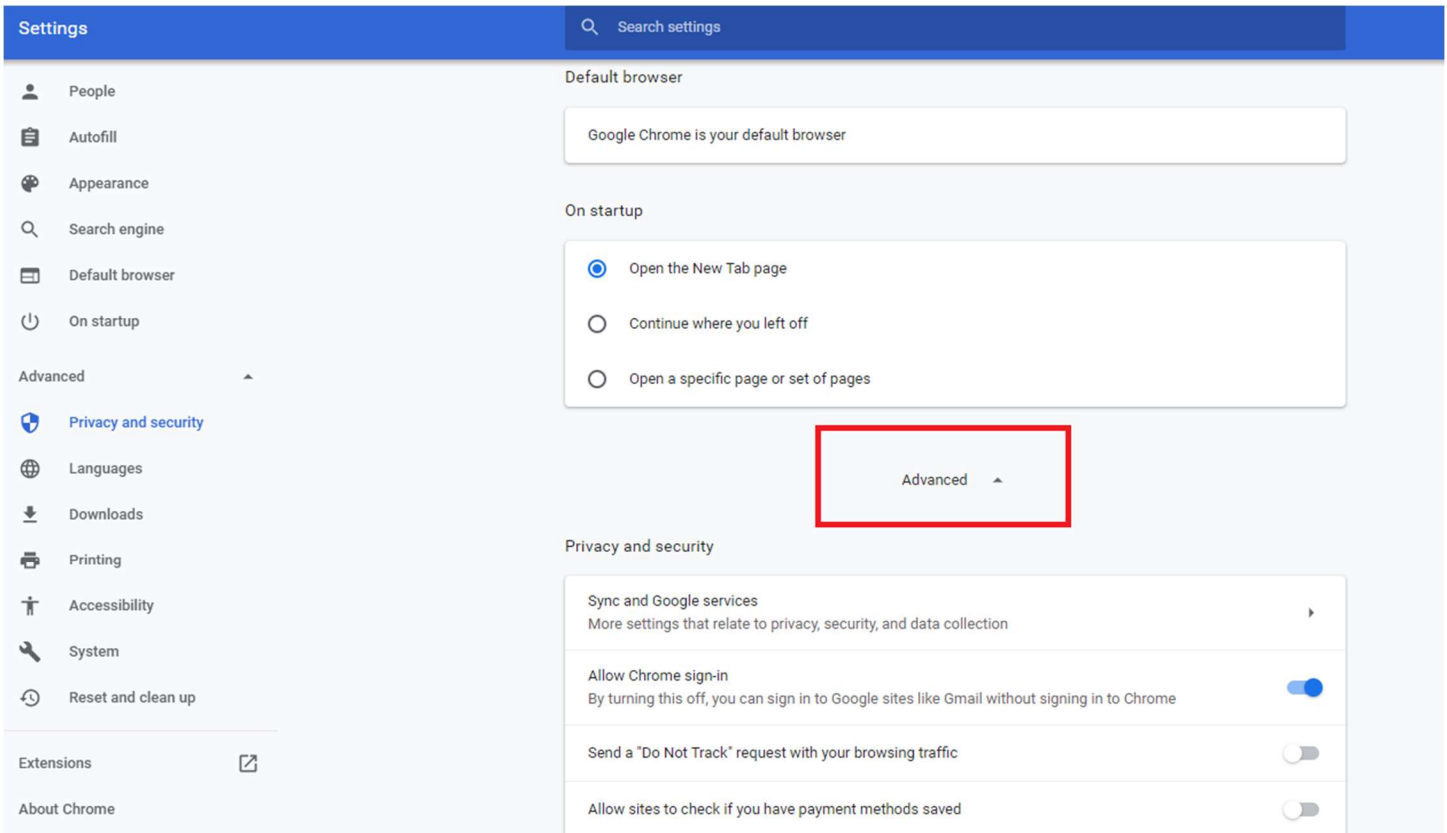 Settings
Search settings
People
Autofill
Appearance
Search engine
Default browser
On startup
Advanced
Privacy and security
Languages
Downloads
Printing
Accessibility
System
Reset and clean up
Extensions
About Chrome
Default browser
Google Chrome is your default browser
On startup
Open the New Tab page
Continue where you left off
Open a specific page or set of pages
Advanced
Privacy and security
Sync and Google services
More settings that relate to privacy, security, and data collection
Allow Chrome sign-in
By turning this off, you can sign in to Google sites like Gmail without signing in to Chrome
Send a "Do Not Track" request with your browsing traffic
Allow sites to check if you have payment methods saved